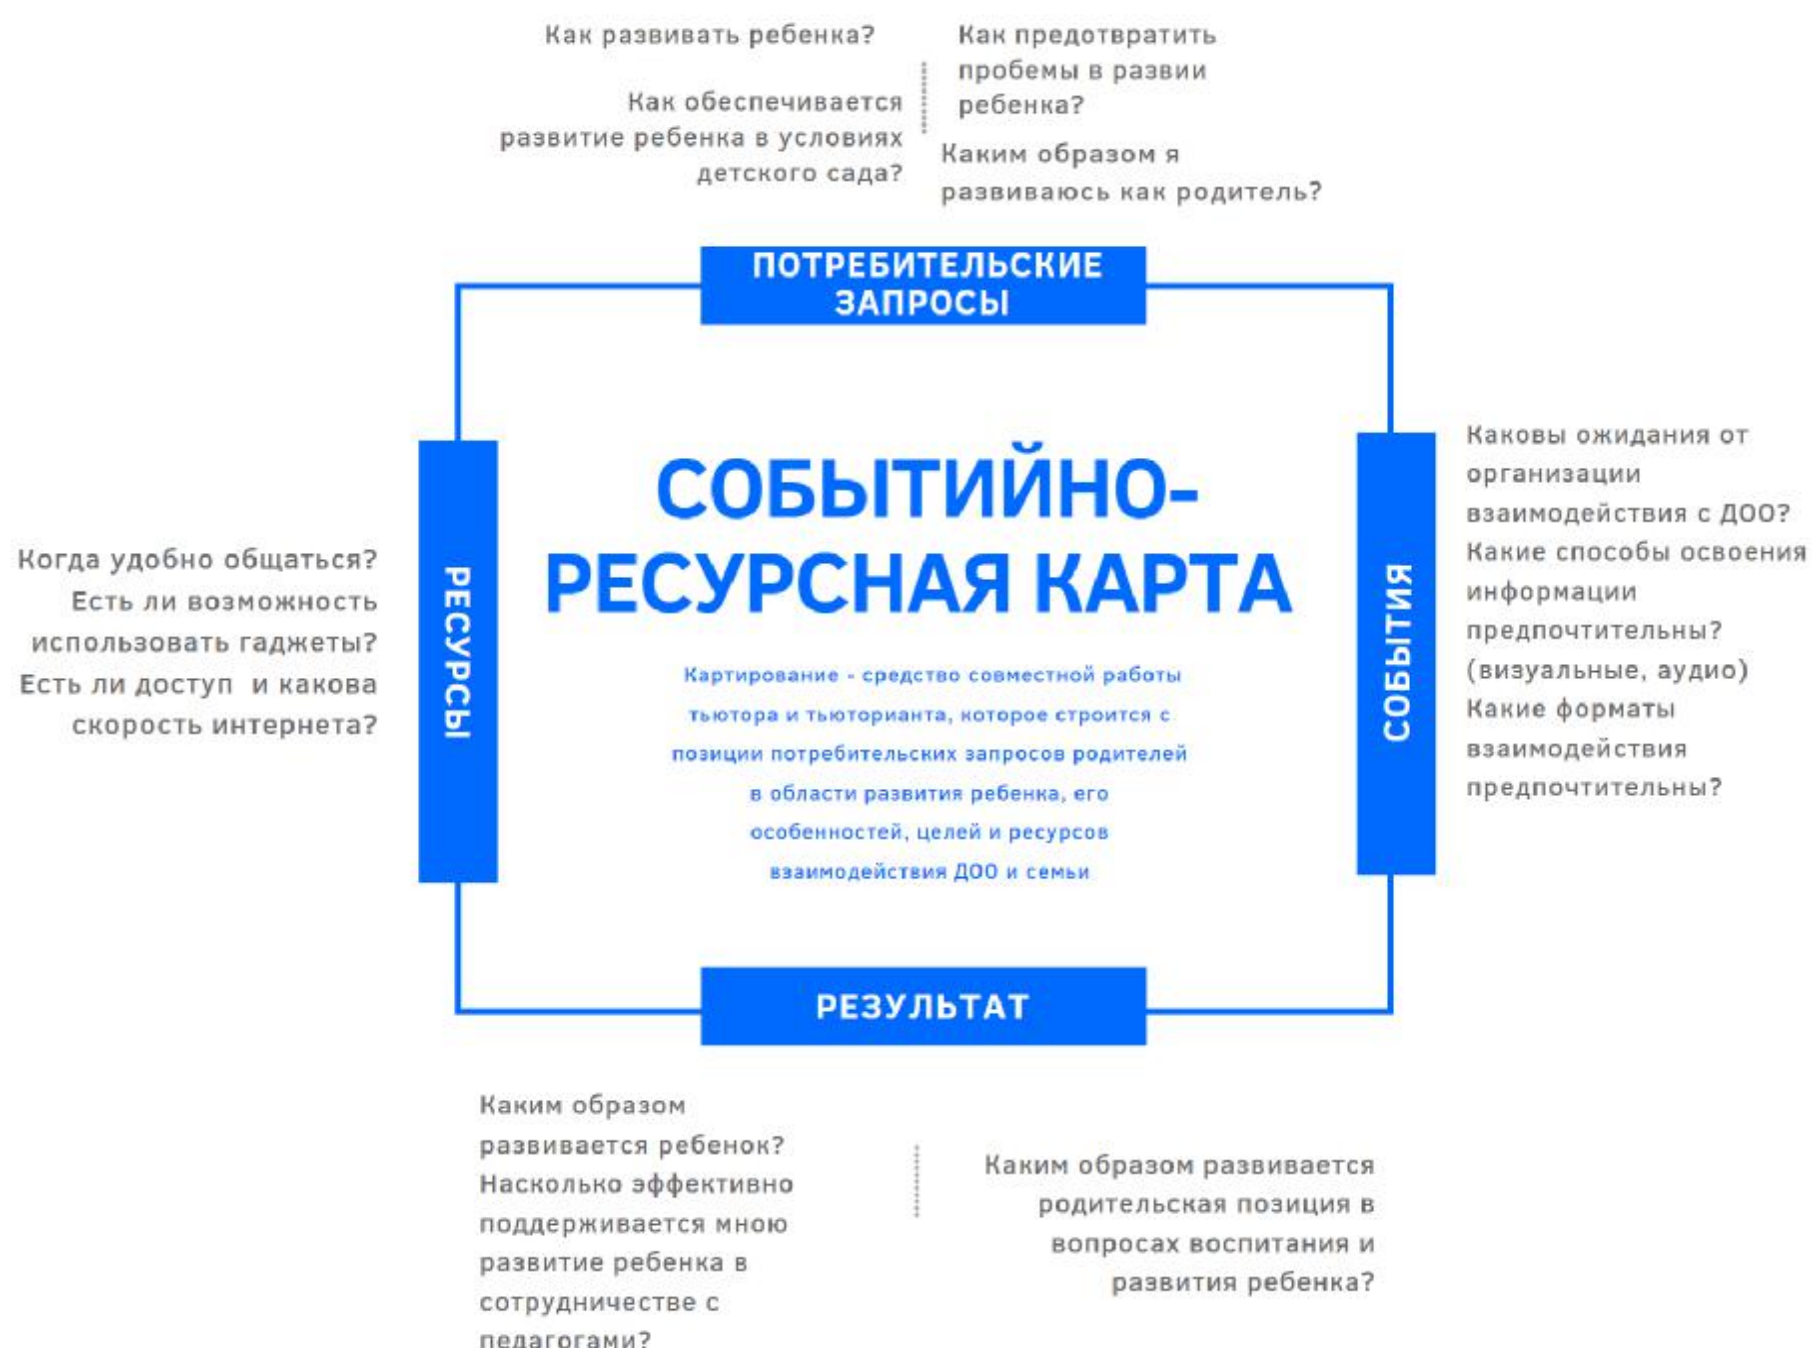 Как развивать ребенка?
Как обеспечивается
развитие ребенка в условиях
детского сада?
Как предотвратить
пробемы в развии
ребенка?
Каким образом я
развиваюсь как родитель?
ПОТРЕБИТЕЛЬСКИЕ
ЗАПРОСЫ
Когда удобно общаться?
Есть ли возможность
использовать гаджеты?
Есть ли доступ и какова
скорость интернета?
РЕСУРСЫ
СОБЫТИЙНО-
РЕСУРСНАЯ КАРТА
Картирование - средство совместной работы
тьютора и тьюторианта, которое строится с
позиции потребительских запросов родителей
в области развития ребенка, его
особенностей, целей и ресурсов
взаимодействия ДОО и семьи
СОБЫТИЯ
Каковы ожидания от
организации
взаимодействия с ДОО?
Какие способы освоения
информации
предпочтительны?
(визуальные, аудио)
Какие форматы
взаимодействия
предпочтительны?
РЕЗУЛЬТАТ
Каким образом
развивается ребенок?
Насколько эффективно
поддерживается мною
развитие ребенка в
сотрудничестве с
педагогами?
Каким образом развивается
родительская позиция в
вопросах воспитания и
развития ребенка?